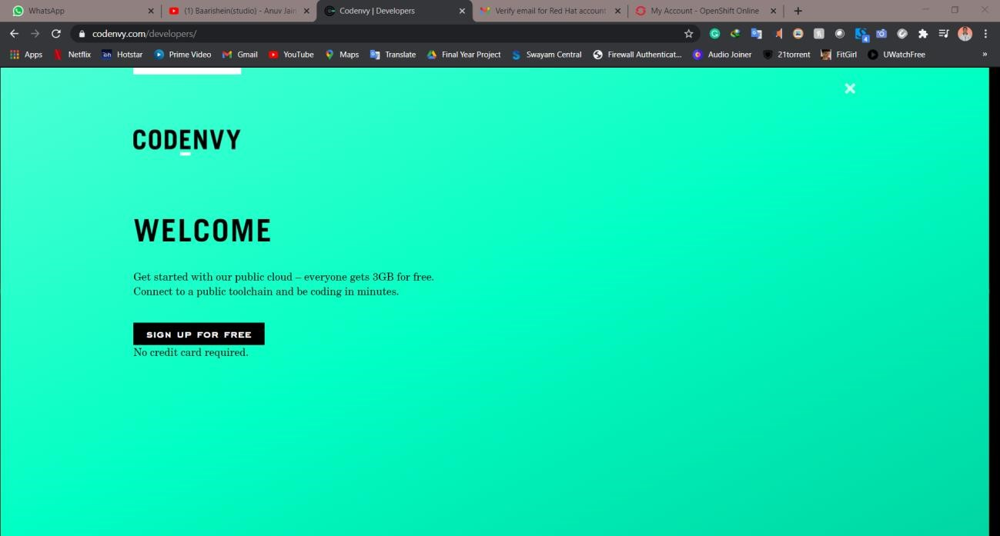 WhatsApp
(1) Baarishein(studio) - Anuv Jain
Codenvy | Developers
Verify email for Red Hat account
My Account - OpenShift Online
codenvy.com/developers/
4
Apps
Netflix
Hotstar
Prime Video
Gmail
YouTube
Maps
Translate
Final Year Project
Swayam Central
Firewall Authenticat...
Audio Joiner
21torrent
FitGirl
UWatchFree
»
CODENVY
WELCOME
Get started with our public cloud – everyone gets 3GB for free.
Connect to a public toolchain and be coding in minutes.
SIGN UP FOR FREE
No credit card required.